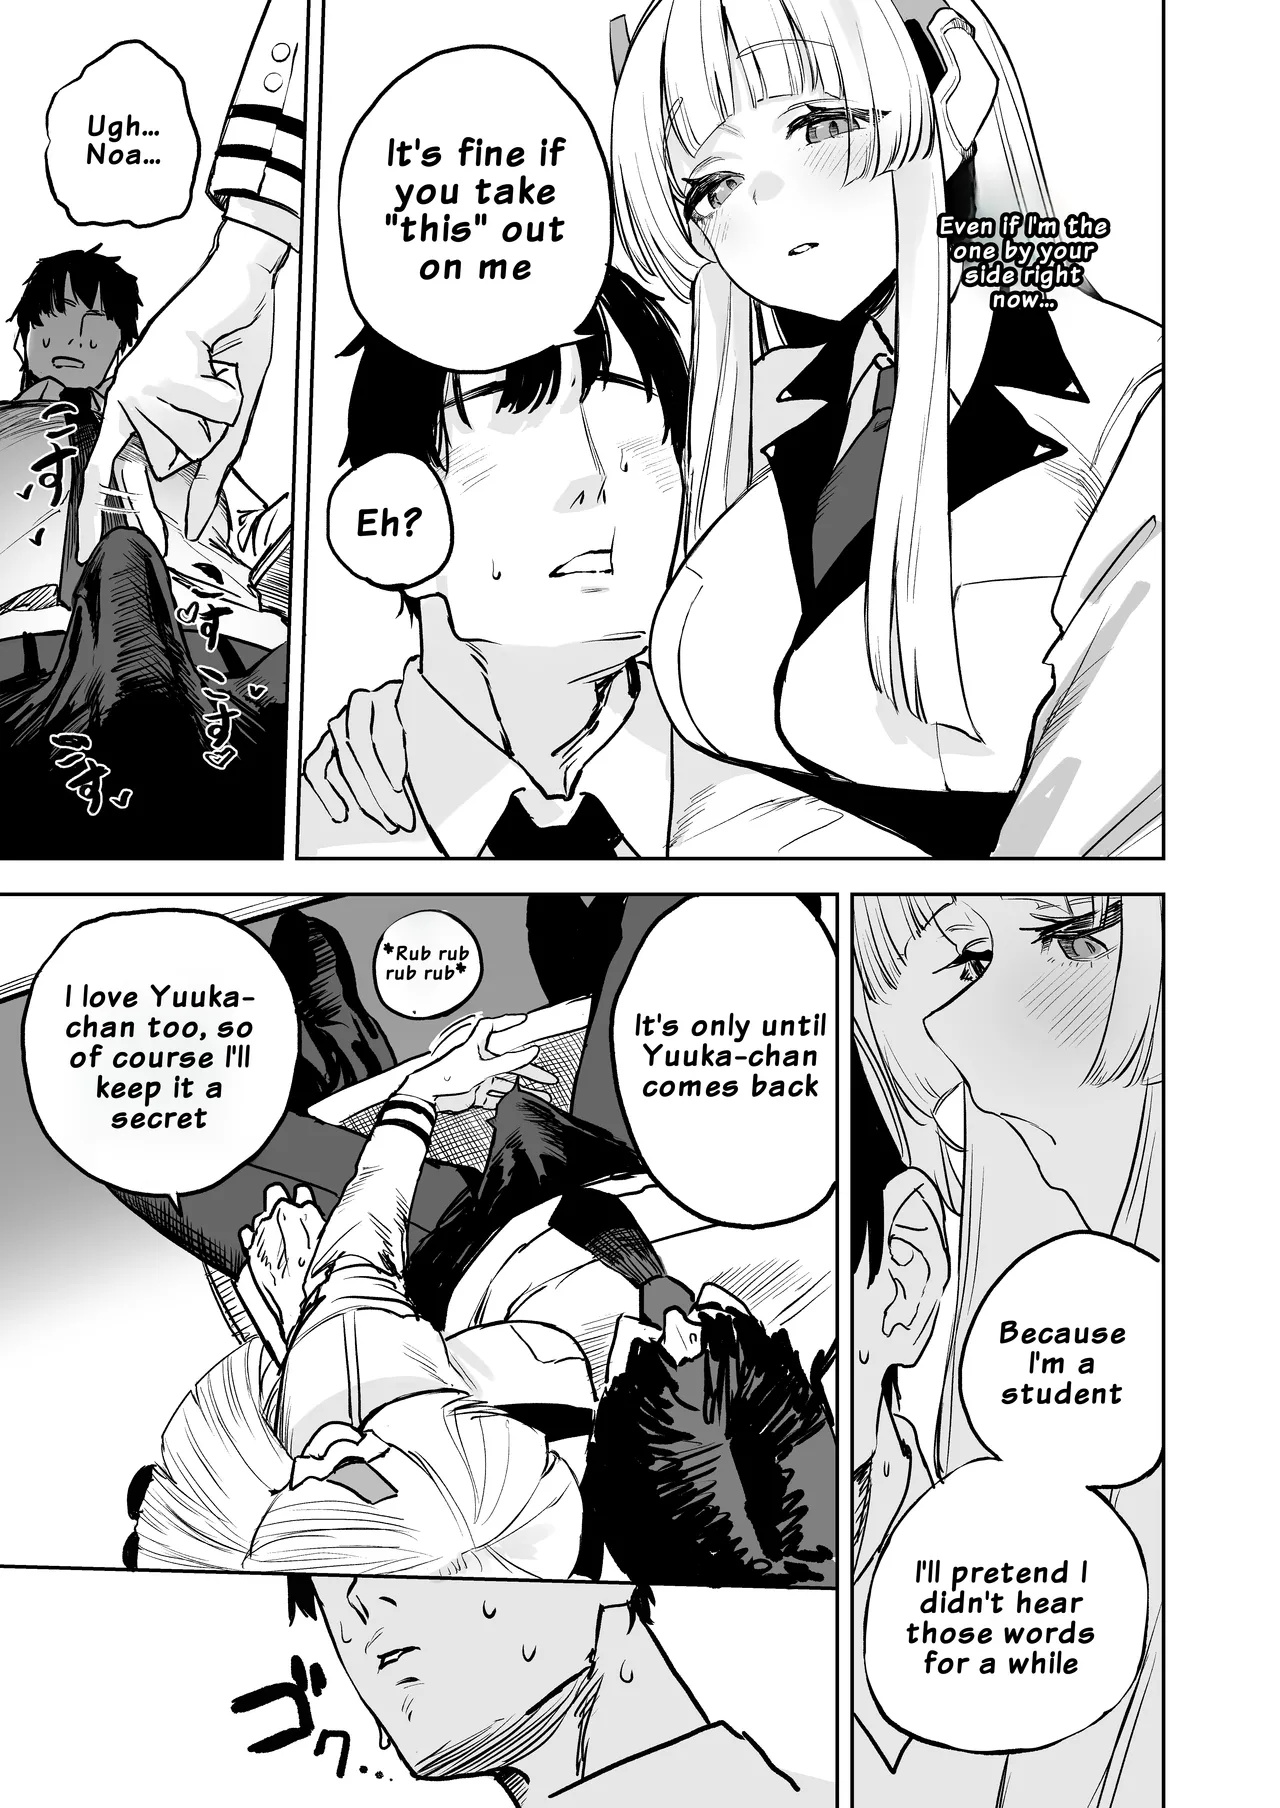 It's fine if
you take
"this" out
on me
Even if I'm the
one by your
side right
now...
Eh?
Ugh...
Noa...
こす
こす
こす
こす
Because
I'm a
student
I'll pretend I
didn't hear
those words
for a while
It's only until
Yuuka-chan
comes back
*Rub rub
rub rub*
I love Yuuka-
chan too, so
of course I'll
keep it a
secret
ゴク...